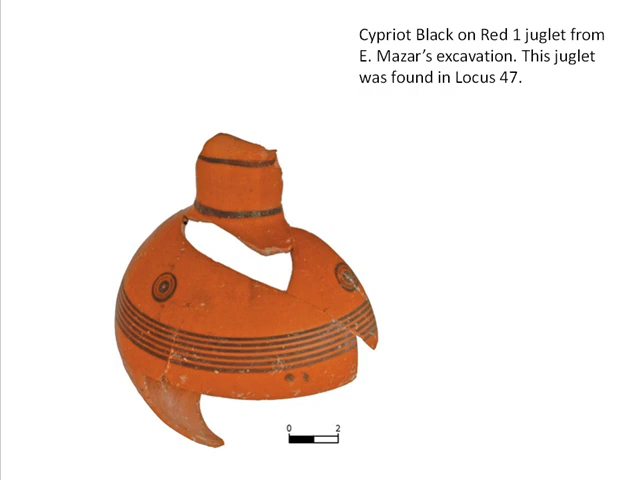 Cypriot Black on Red 1 juglet from
E. Mazar’s excavation. This juglet
was found in Locus 47.
0 2